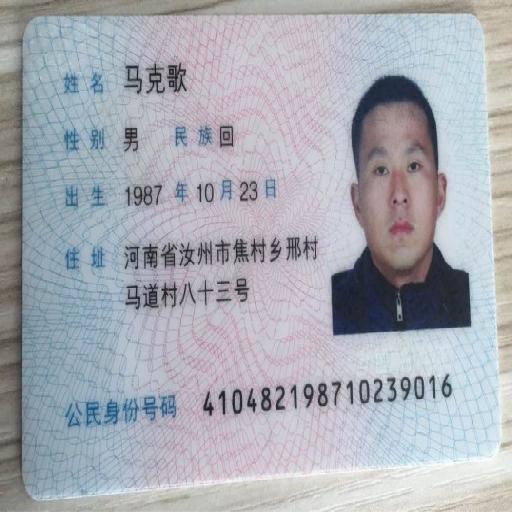 姓名 马克歌
性别 男 民族 回
出生 1987 年 10 月 23 日
住址 河南省汝州市焦村乡邢村
马道村八十三号
公民身份号码 410482198710239016